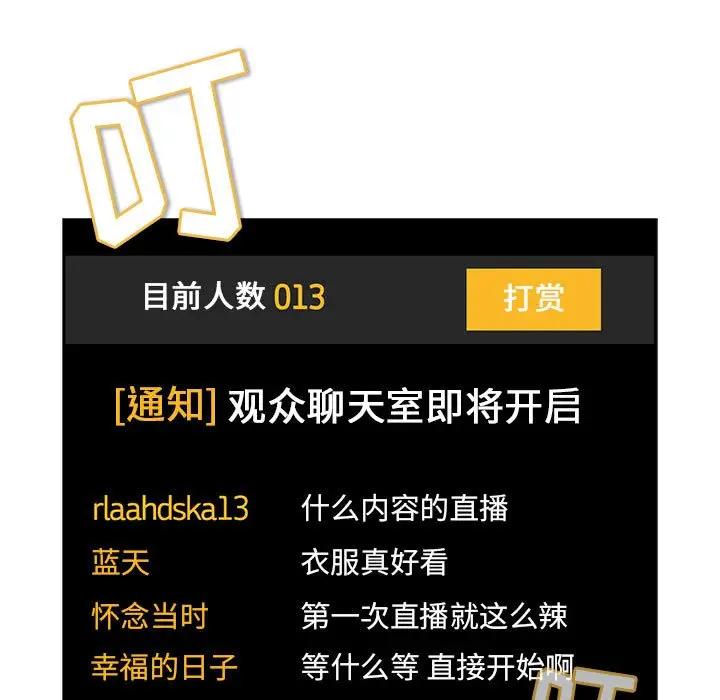 叮
目前人数 013 打赏
[通知] 观众聊天室即将开启
rlaahdska13 什么内容的直播
蓝天 衣服真好看
怀念当时 第一次直播就这么辣
幸福的日子 等什么等 直接开始啊
叮